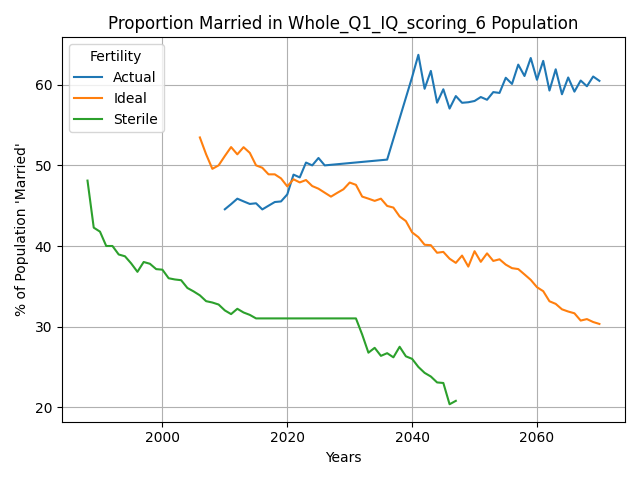 Proportion Married in Whole_Q1_IQ_scoring_6 Population
Fertility
Actual
Ideal
Sterile
% of Population 'Married'
60
50
40
30
20
2000
2020
2040
2060
Years